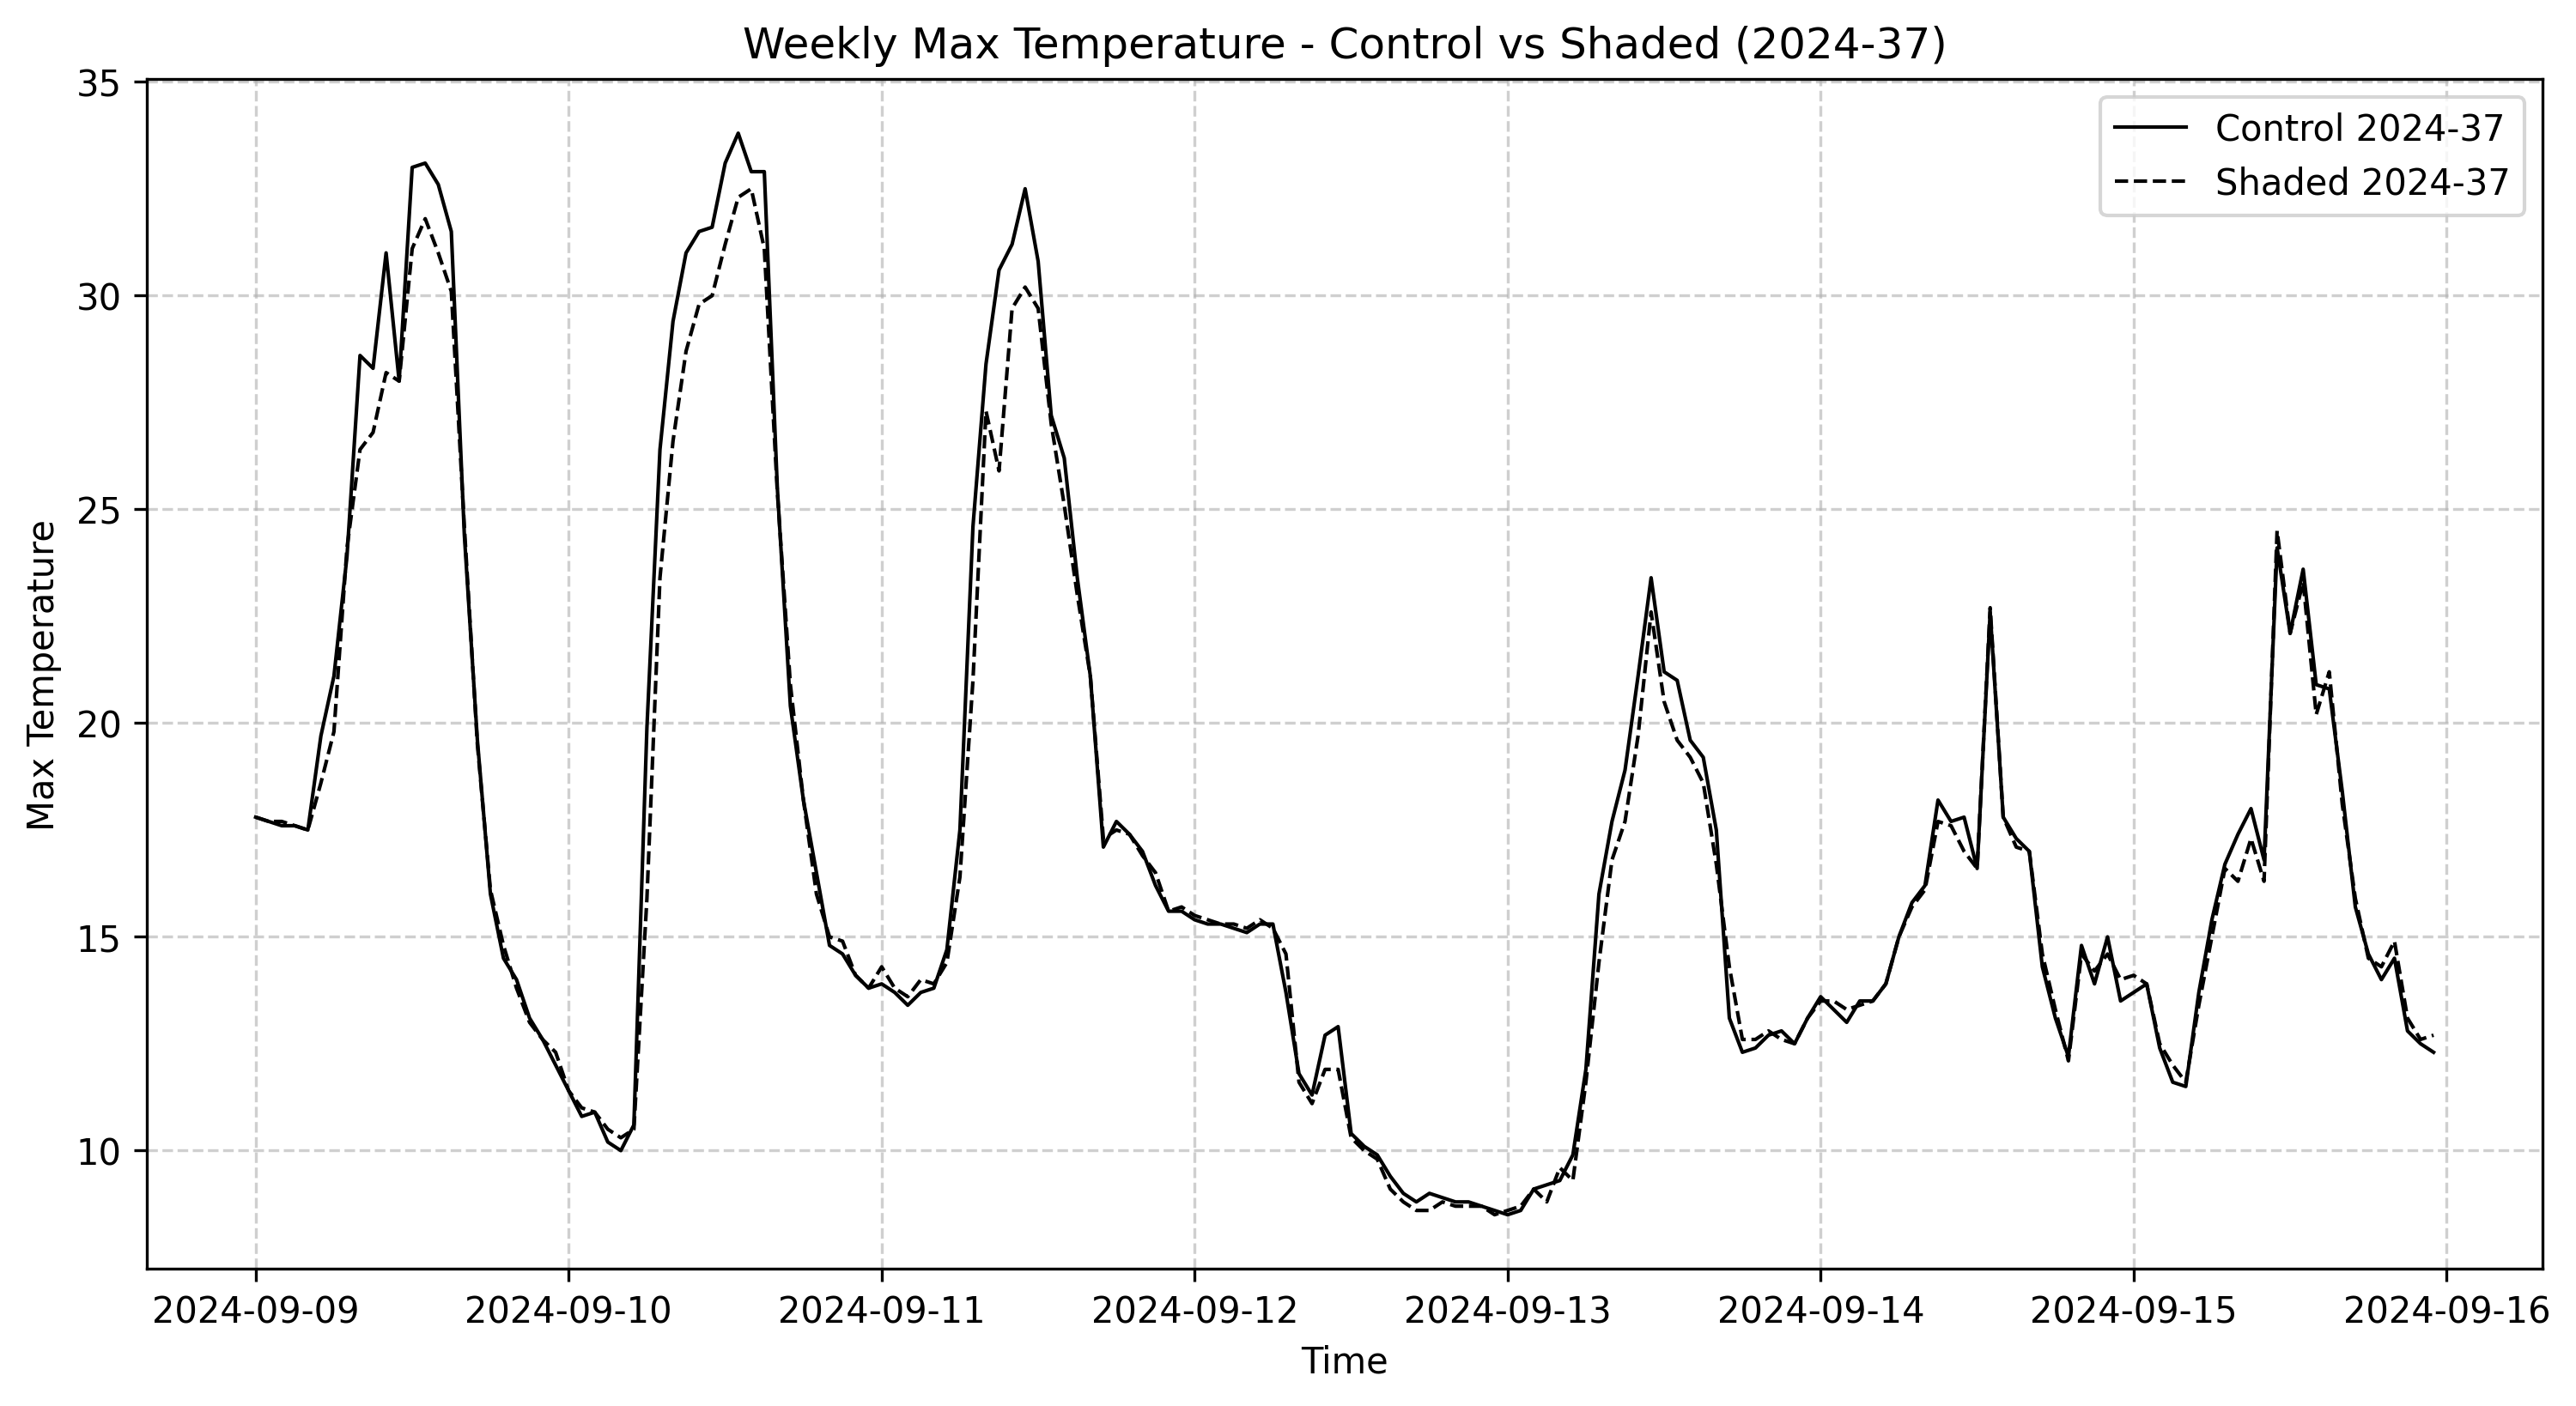 Weekly Max Temperature - Control vs Shaded (2024-37)
Control 2024-37
Shaded 2024-37
Max Temperature
35
30
25
20
15
10
2024-09-09 2024-09-10 2024-09-11 2024-09-12 2024-09-13 2024-09-14 2024-09-15 2024-09-16
Time